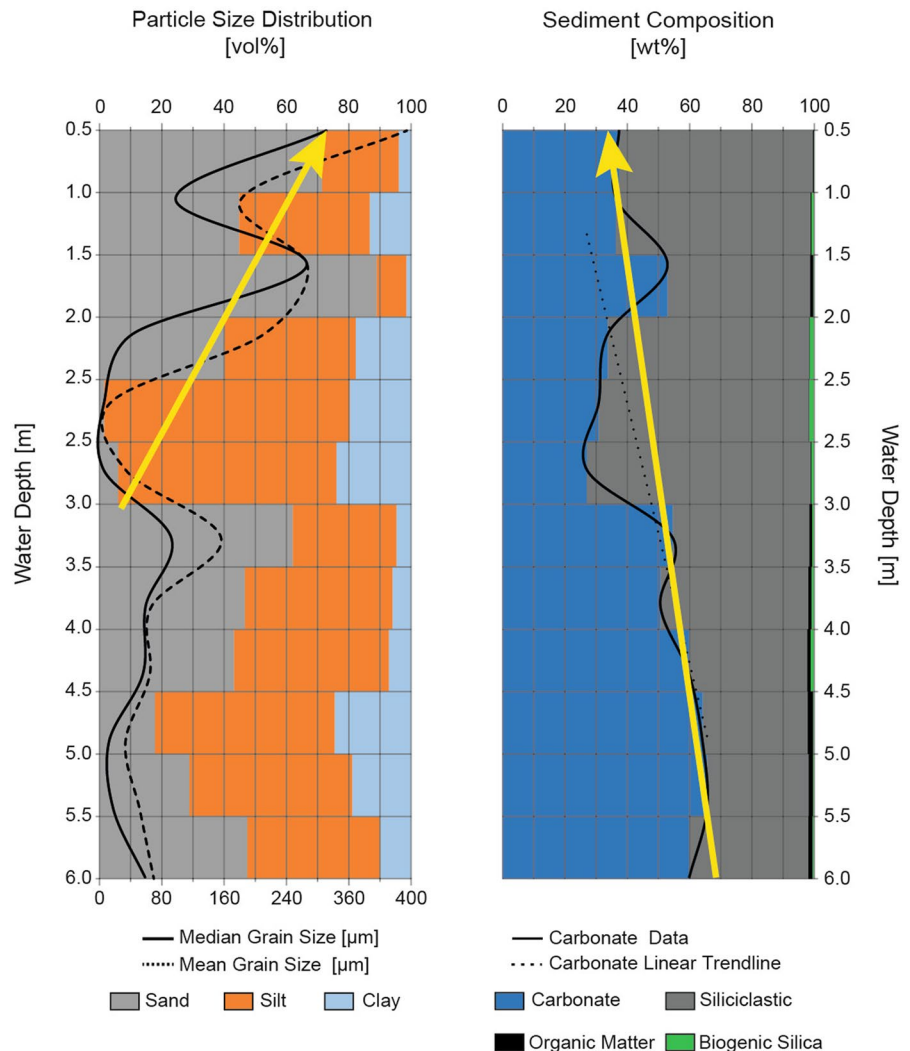 Particle Size Distribution
[vol%]
Sediment Composition
[wt%]
0 20 40 60 80 100
0 20 40 60 80 100
0.5 0.5
1.0 1.0
1.5 1.5
2.0 2.0
2.5 2.5
2.5 2.5
3.0 3.0
3.5 3.5
4.0 4.0
4.5 4.5
5.0 5.0
5.5 5.5
6.0 6.0
Water Depth [m]
Water Depth [m]
0 60 160 240 360 400
Median Grain Size [µm]
Mean Grain Size [µm]
Sand Silt Clay
Carbonate Data
Carbonate Linear Trendline
Carbonate Siliciclastic
Organic Matter Biogenic Silica